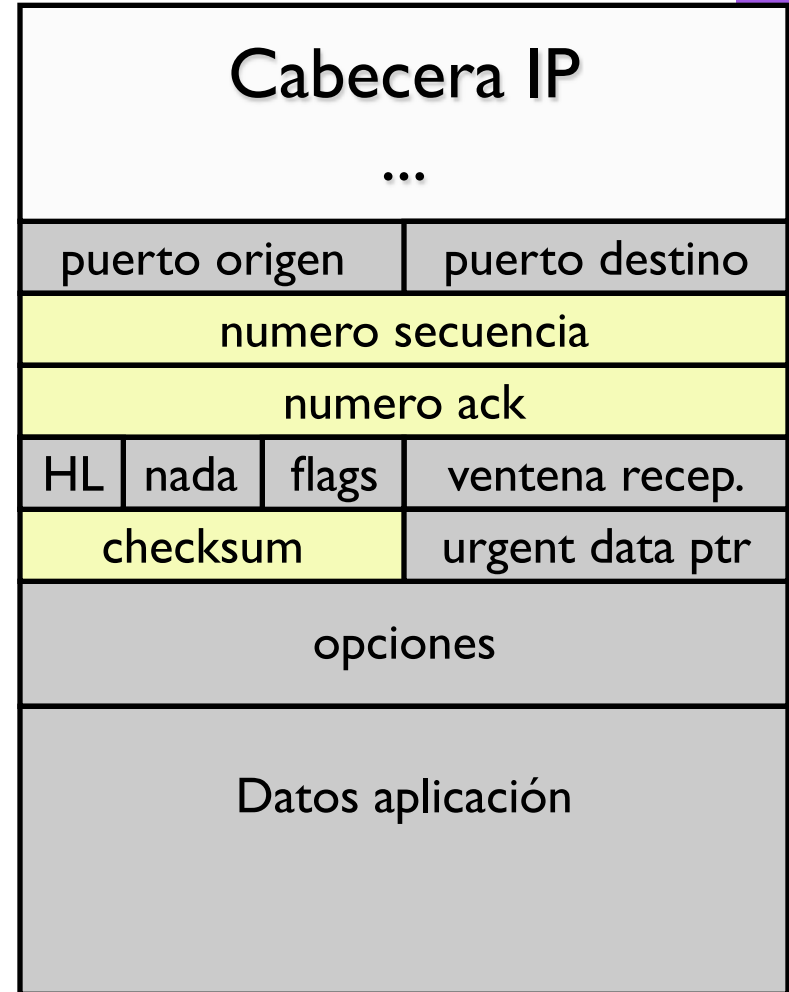 Cabecera IP
...
puerto origen puerto destino
numero secuencia
numero ack
HL nada flags ventena recep.
checksum urgent data ptr
opciones
Datos aplicación